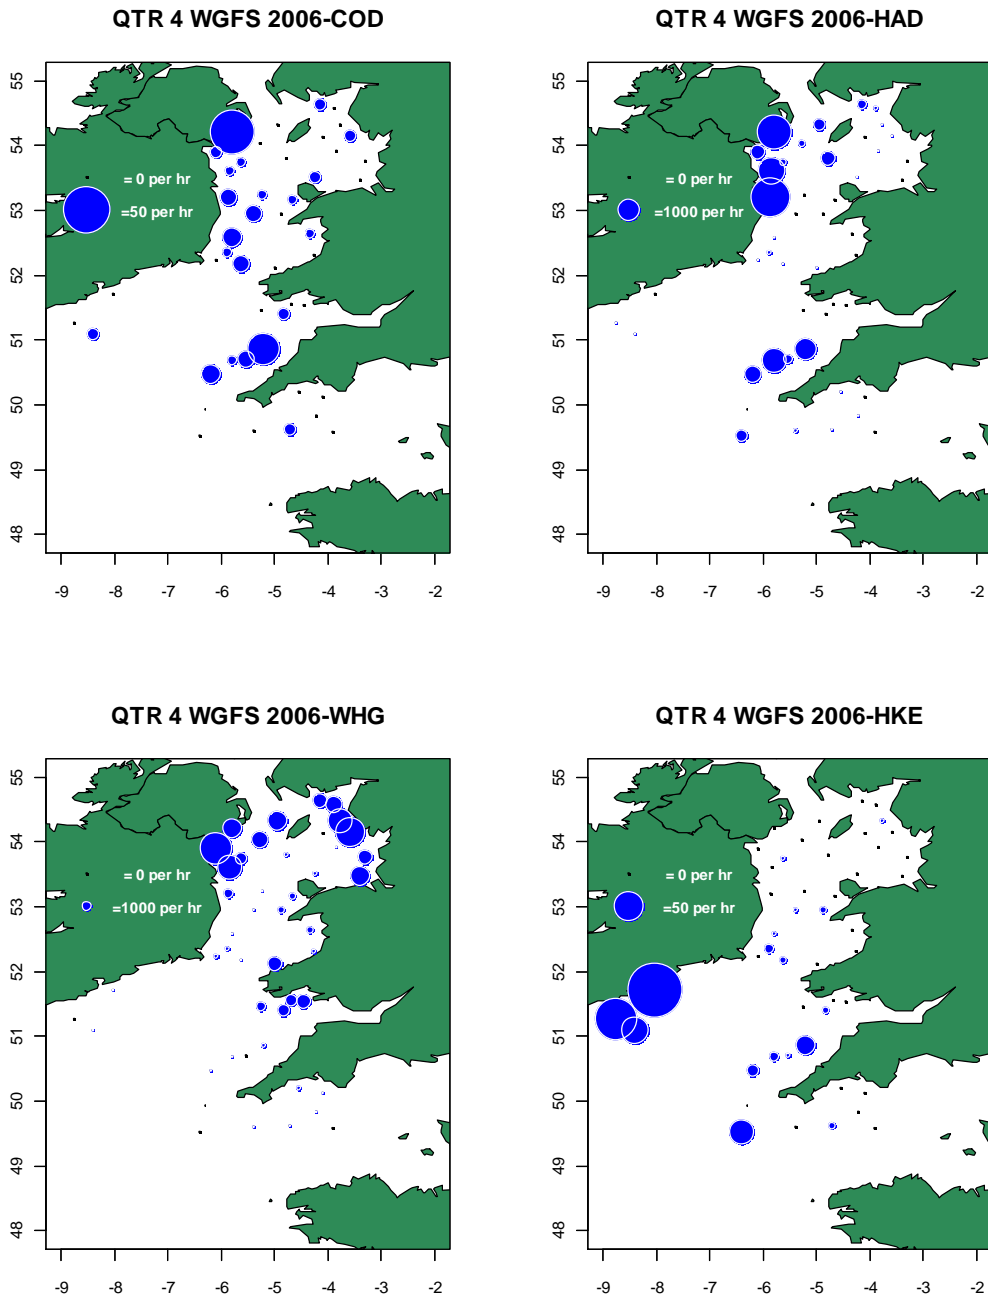 QTR 4 WGFS 2006-COD
QTR 4 WGFS 2006-HAD
55
54
53
52
51
50
49
48
= 0 per hr
=50 per hr
-9 -8 -7 -6 -5 -4 -3 -2
55
54
53
52
51
50
49
48
= 0 per hr
=1000 per hr
-9 -8 -7 -6 -5 -4 -3 -2
QTR 4 WGFS 2006-WHG
QTR 4 WGFS 2006-HKE
55
54
53
52
51
50
49
48
= 0 per hr
=1000 per hr
-9 -8 -7 -6 -5 -4 -3 -2
55
54
53
52
51
50
49
48
= 0 per hr
=50 per hr
-9 -8 -7 -6 -5 -4 -3 -2